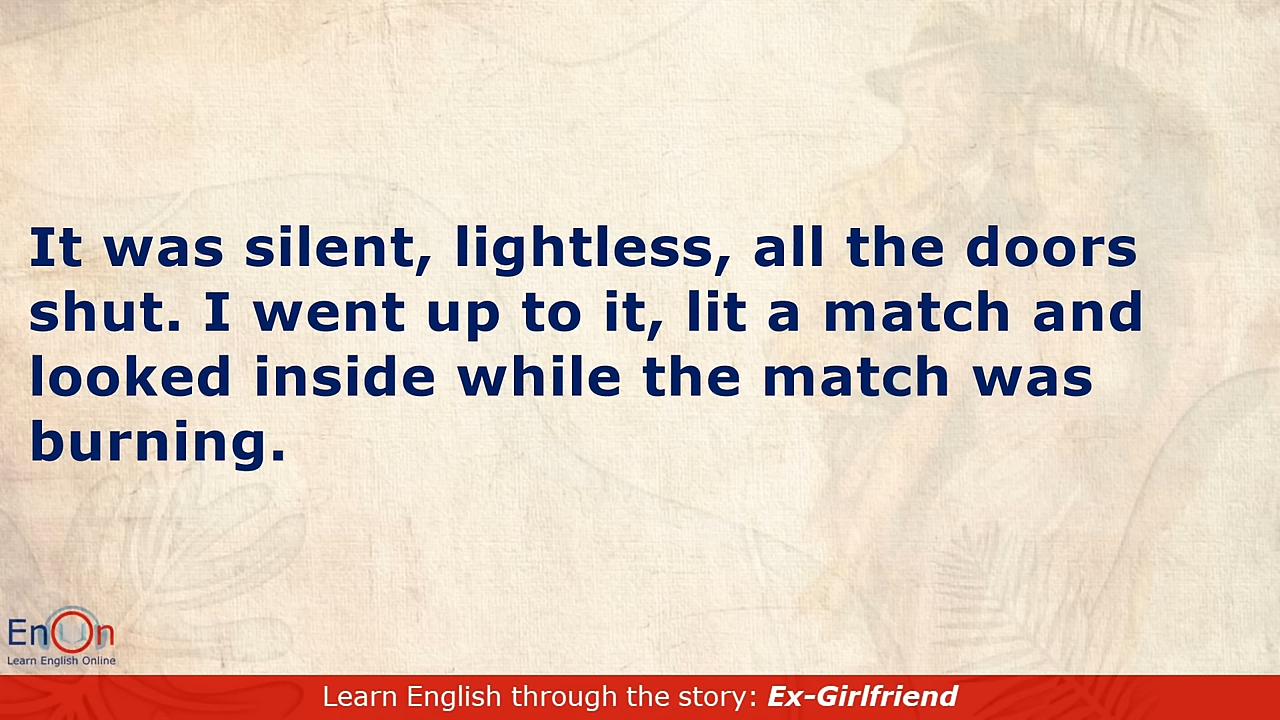 It was silent, lightless, all the doors
shut. I went up to it, lit a match and
looked inside while the match was
burning.
EnOn
Learn English Online
Learn English through the story: Ex-Girlfriend